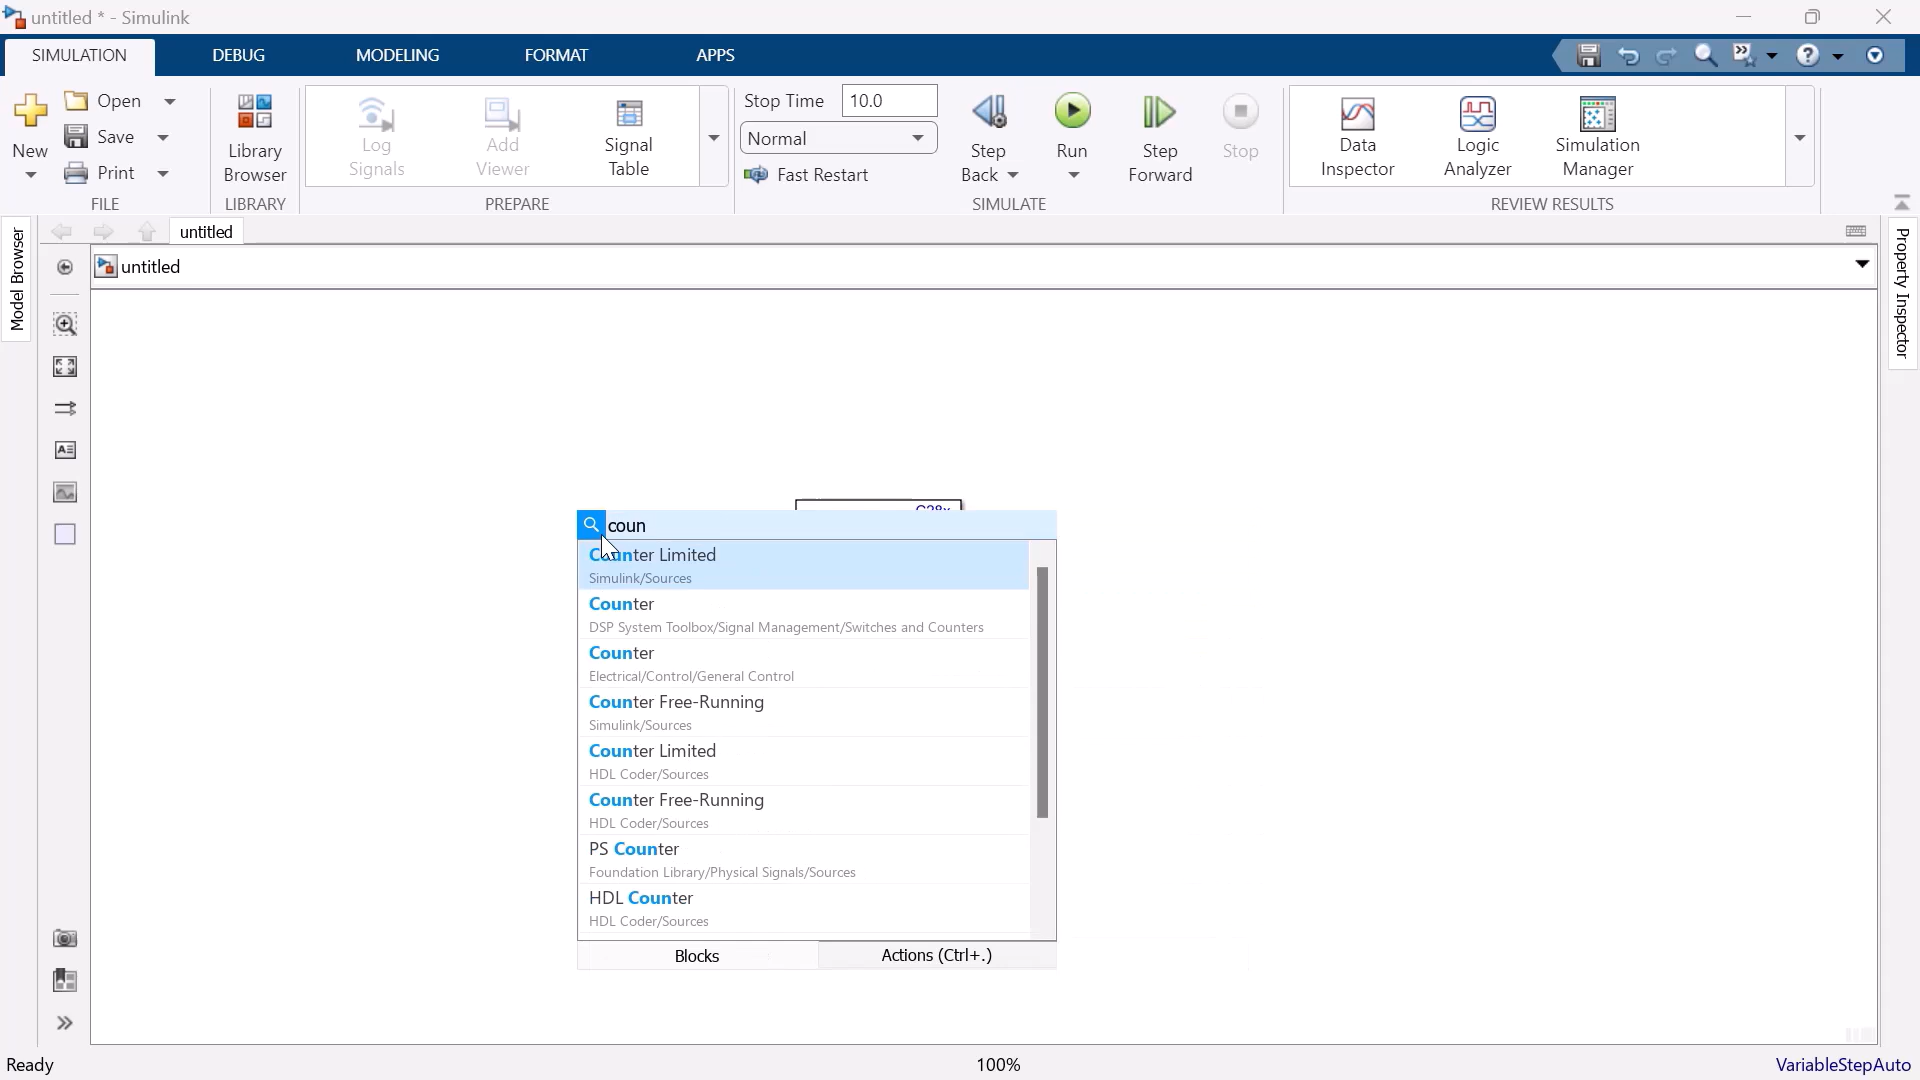 untitled * - Simulink
SIMULATION DEBUG MODELING FORMAT APPS
New
Open
Save
Print
FILE
Library
Browser
LIBRARY
Log
Signals
Add
Viewer
Signal
Table
PREPARE
Stop Time 10.0
Normal
Fast Restart
Step
Back
Run
Step
Forward
Stop
SIMULATE
Data
Inspector
Logic
Analyzer
Simulation
Manager
REVIEW RESULTS
Model Browser
untitled
untitled
Property Inspector
coun
Counter Limited
Simulink/Sources
Counter
DSP System Toolbox/Signal Management/Switches and Counters
Counter
Electrical/Control/General Control
Counter Free-Running
Simulink/Sources
Counter Limited
HDL Coder/Sources
Counter Free-Running
HDL Coder/Sources
PS Counter
Foundation Library/Physical Signals/Sources
HDL Counter
HDL Coder/Sources
Blocks Actions (Ctrl+.)
Ready 100% VariableStepAuto